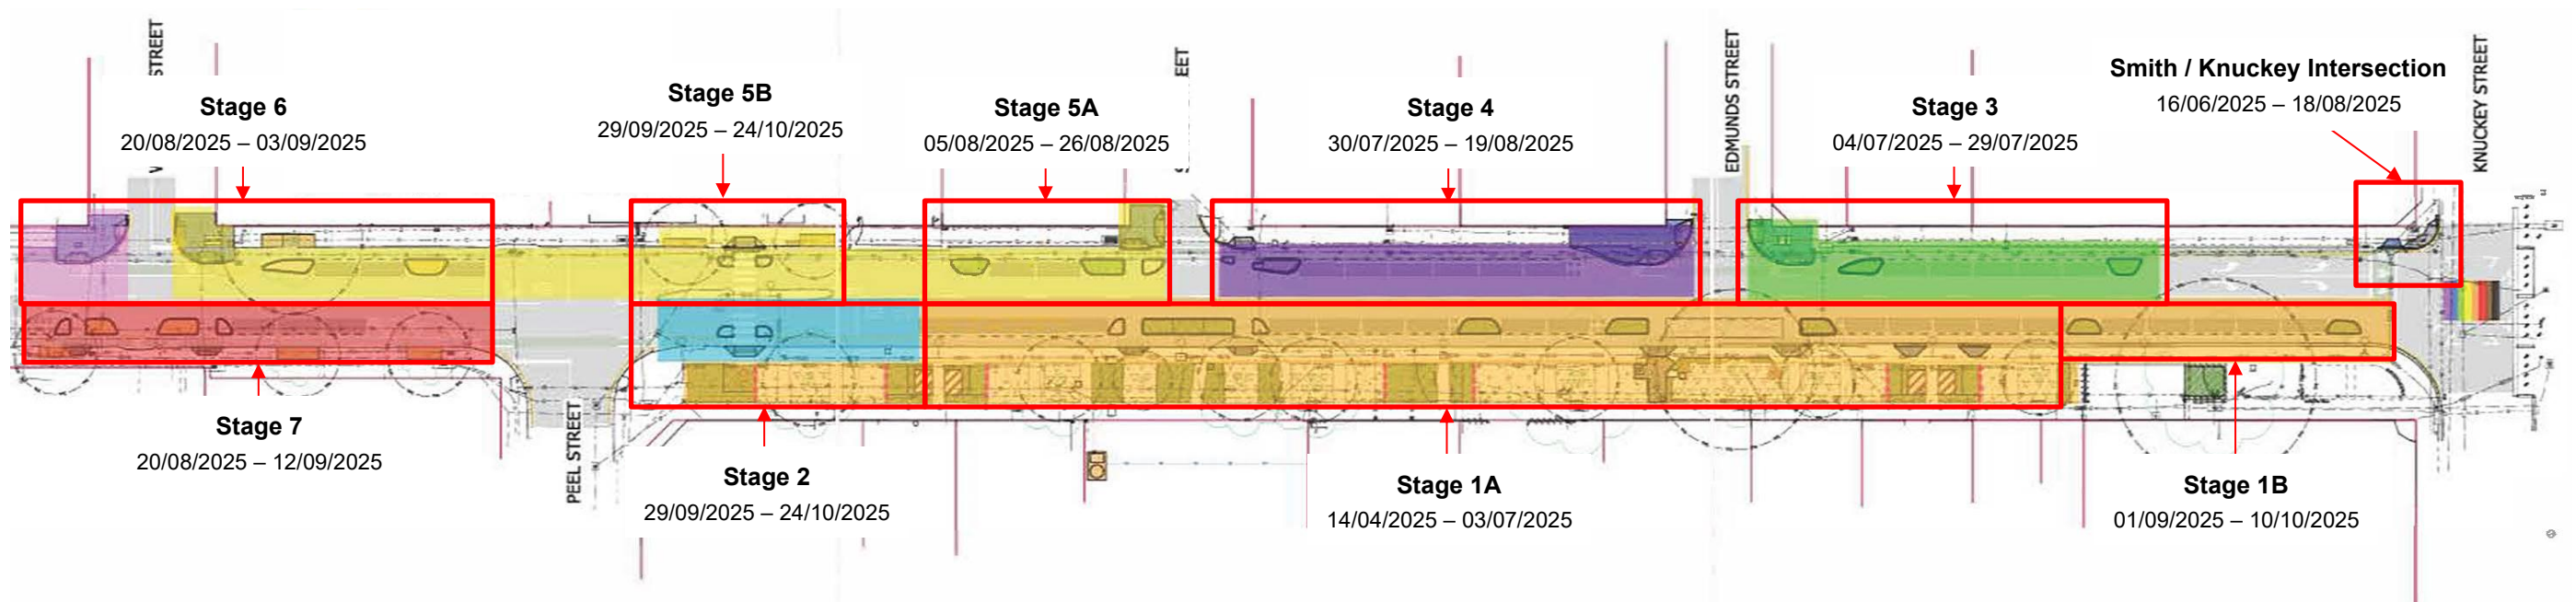 STREET
EDMUNDS STREET
KNUCKEY STREET
Smith / Knuckey Intersection
16/06/2025 – 18/08/2025
Stage 6
20/08/2025 – 03/09/2025
Stage 5B
29/09/2025 – 24/10/2025
Stage 5A
05/08/2025 – 26/08/2025
Stage 4
30/07/2025 – 19/08/2025
Stage 3
04/07/2025 – 29/07/2025
Stage 7
20/08/2025 – 12/09/2025
PEEL STREET
Stage 2
29/09/2025 – 24/10/2025
Stage 1A
14/04/2025 – 03/07/2025
Stage 1B
01/09/2025 – 10/10/2025